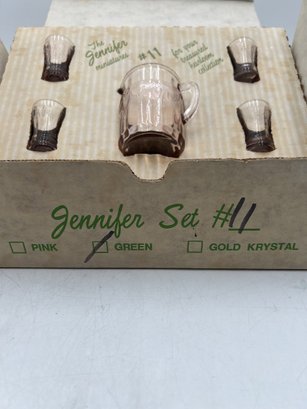 The
Jennifer
miniatures
#11
for your
treasured
heirloom
collection
Jennifer Set #11
PINK GREEN GOLD KRYSTAL